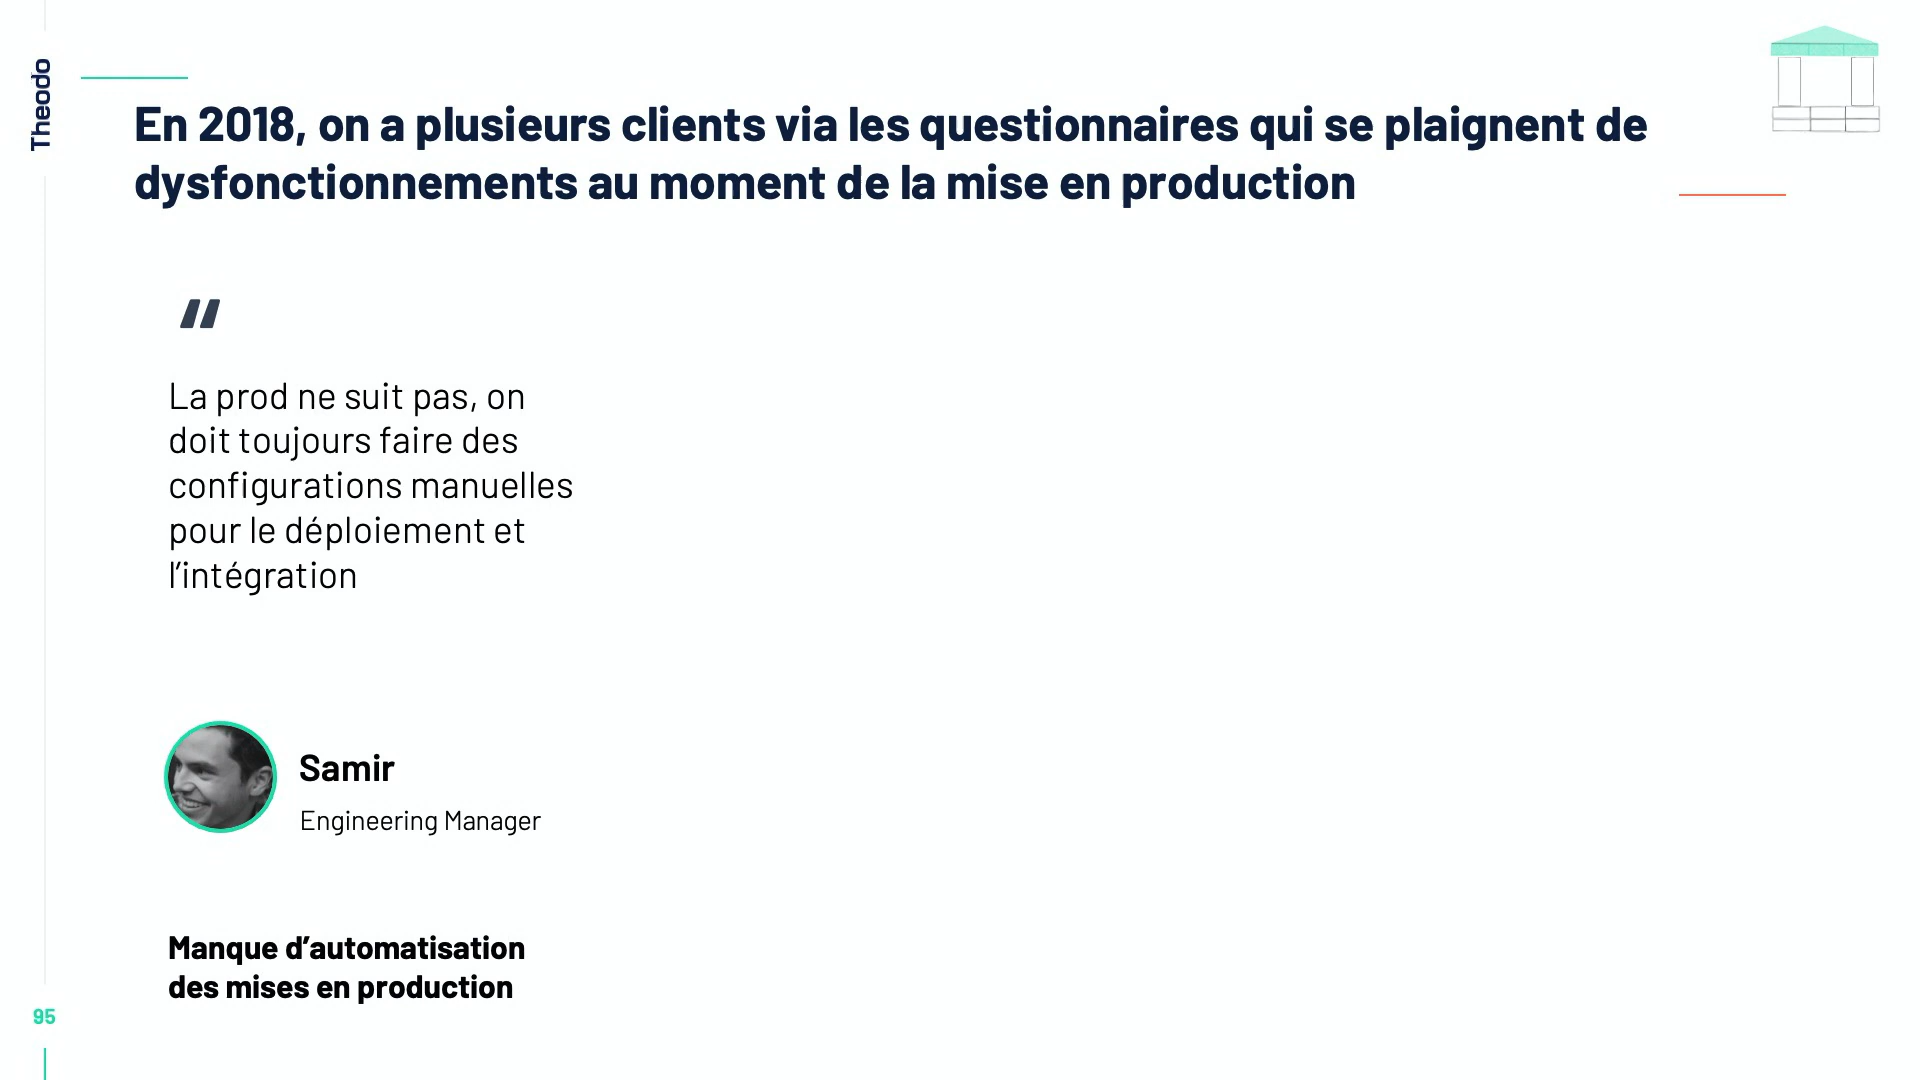 Theodo
En 2018, on a plusieurs clients via les questionnaires qui se plaignent de
dysfonctionnements au moment de la mise en production
“
La prod ne suit pas, on
doit toujours faire des
configurations manuelles
pour le déploiement et
l’intégration
Samir
Engineering Manager
Manque d’automatisation
des mises en production
95